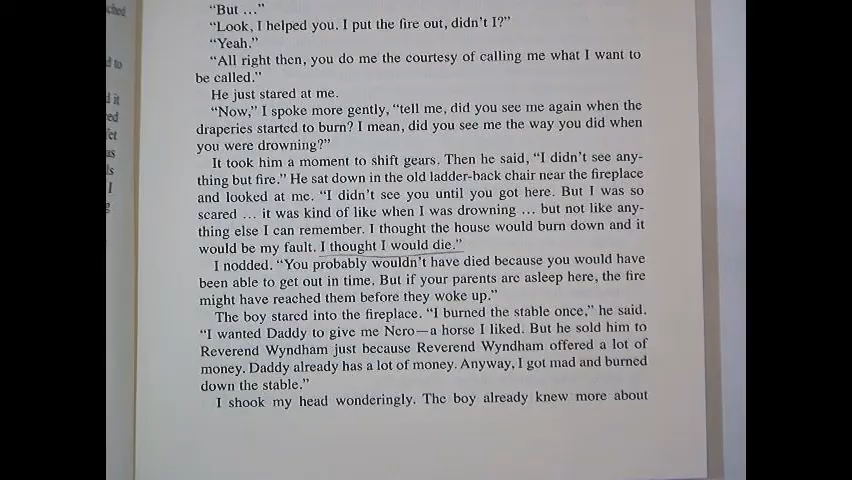 "But ..."
"Look, I helped you. I put the fire out, didn't I?"
"Yeah."
"All right then, you do me the courtesy of calling me what I want to
be called."
He just stared at me.
"Now," I spoke more gently, "tell me, did you see me again when the
draperies started to burn? I mean, did you see me the way you did when
you were drowning?"
It took him a moment to shift gears. Then he said, "I didn't see any-
thing but fire." He sat down in the old ladder-back chair near the fireplace
and looked at me. "I didn't see you until you got here. But I was so
scared ... it was kind of like when I was drowning ... but not like any-
thing else I can remember. I thought the house would burn down and it
would be my fault. I thought I would die."
I nodded. "You probably wouldn't have died because you would have
been able to get out in time. But if your parents are asleep here, the fire
might have reached them before they woke up."
The boy stared into the fireplace. "I burned the stable once," he said.
"I wanted Daddy to give me Nero—a horse I liked. But he sold him to
Reverend Wyndham just because Reverend Wyndham offered a lot of
money. Daddy already has a lot of money. Anyway, I got mad and burned
down the stable."
I shook my head wonderingly. The boy already knew more about